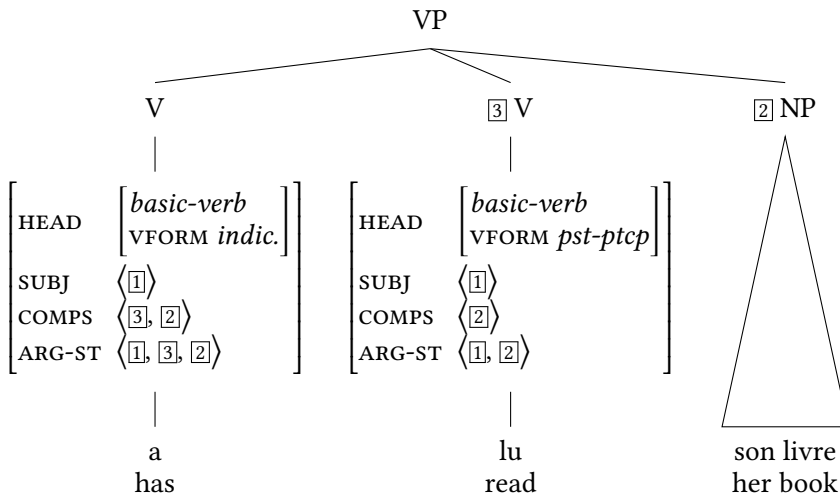 VP
V
3 V
2 NP
HEAD [basic-verb VFORM indic.]
SUBJ ⟨1⟩
COMPS ⟨3, 2⟩
ARG-ST ⟨1, 3, 2⟩
HEAD [basic-verb VFORM pst-ptcp]
SUBJ ⟨1⟩
COMPS ⟨2⟩
ARG-ST ⟨1, 2⟩
a
has
lu
read
son livre
her book